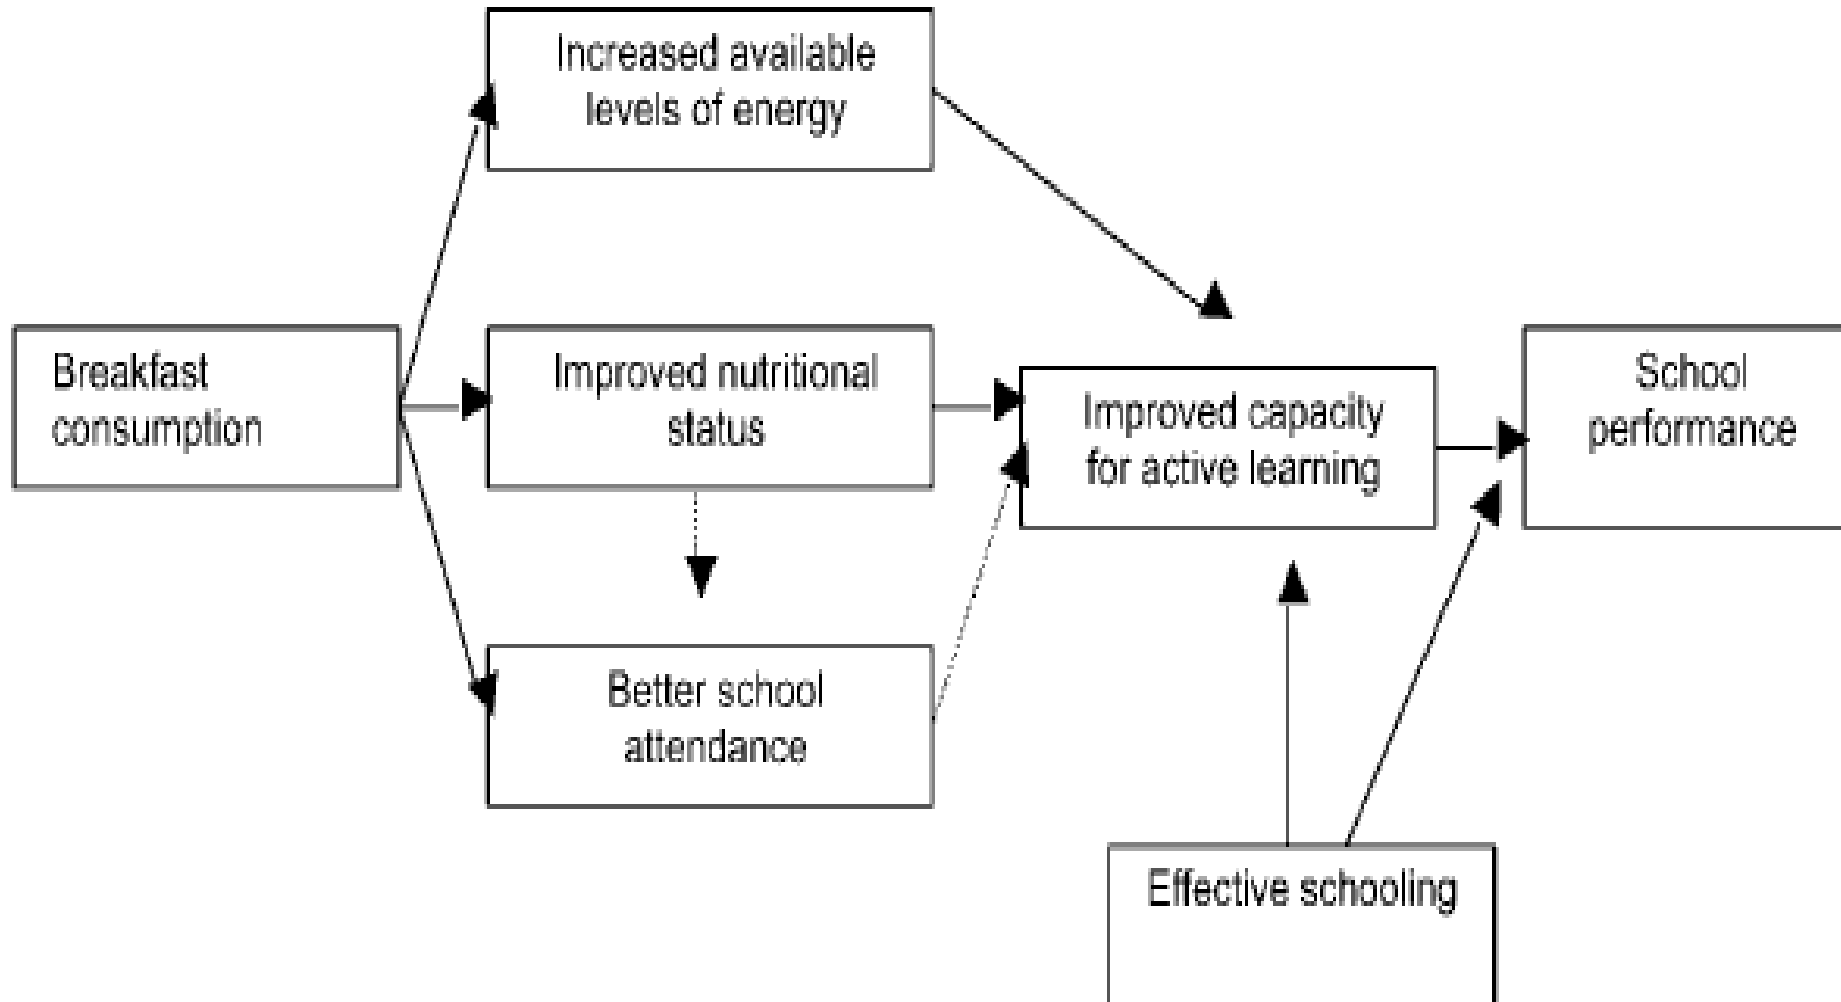 Increased available
levels of energy
Breakfast
consumption
Improved nutritional
status
Improved capacity
for active learning
School
performance
Better school
attendance
Effective schooling